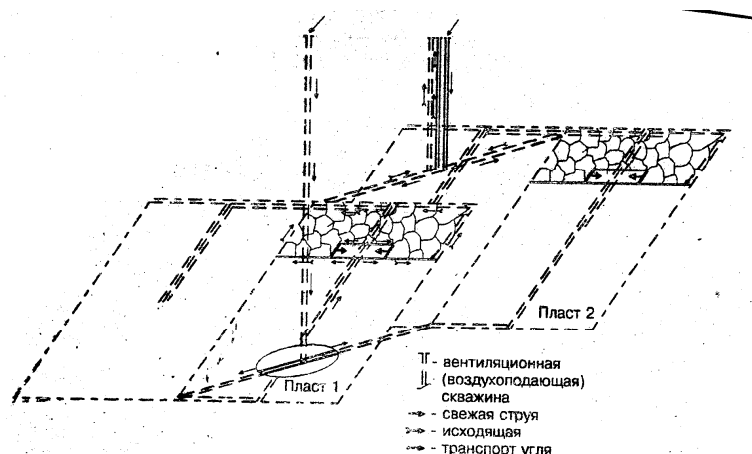 Пласт 2
Пласт 1
- вентиляционная
(воздухоподающая)
скважина
- свежая струя
- исходящая
- транспорт угля